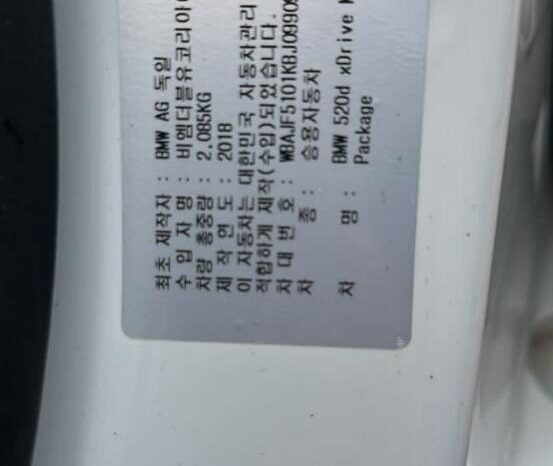 최초 제작자 : BMW AG 독일
수 입 자 명 : 비엠더블유코리아
차량 총중량 : 2,085KG
제 작 연 도 : 2018
이 자동차는 대한민국 자동차관리
적합하게 제작(수입)되었습니다.
차 대 번 호 : WBAJF5101KBJ0990
차 종 : 승용자동차
차 명 : BMW 520d xDrive
Package